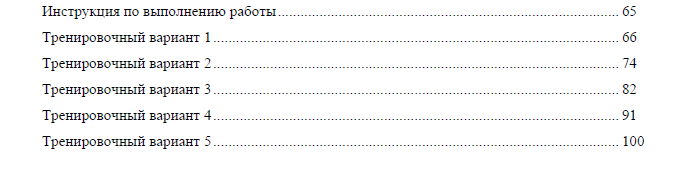 Инструкция по выполнению работы ........................................................................................ 65
Тренировочный вариант 1 ........................................................................................................ 66
Тренировочный вариант 2 ........................................................................................................ 74
Тренировочный вариант 3 ........................................................................................................ 82
Тренировочный вариант 4 ........................................................................................................ 91
Тренировочный вариант 5 ........................................................................................................ 100